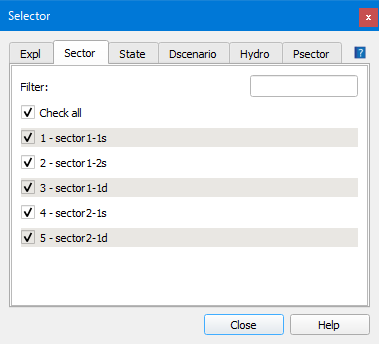 Selector
x
Expl Sector State Dscenario Hydro Psector ?
Filter:
Check all
1 - sector1-1s
2 - sector1-2s
3 - sector1-1d
4 - sector2-1s
5 - sector2-1d
Close Help